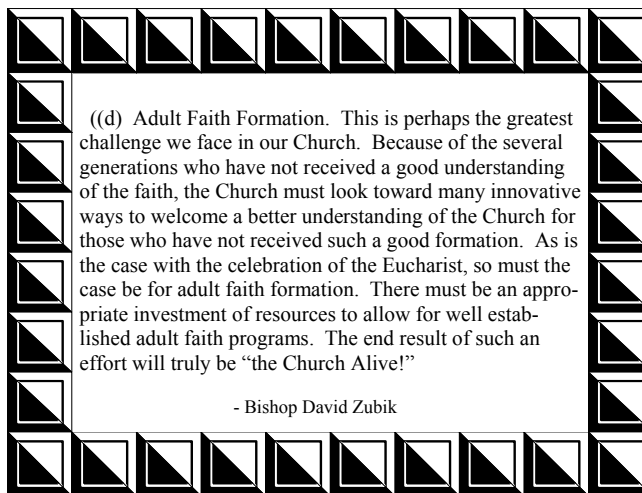 ((d)  Adult Faith Formation.  This is perhaps the greatest
challenge we face in our Church.  Because of the several
generations who have not received a good understanding
of the faith, the Church must look toward many innovative
ways to welcome a better understanding of the Church for
those who have not received such a good formation.  As is
the case with the celebration of the Eucharist, so must the
case be for adult faith formation.  There must be an appro-
priate investment of resources to allow for well estab-
lished adult faith programs.  The end result of such an
effort will truly be “the Church Alive!”
- Bishop David Zubik